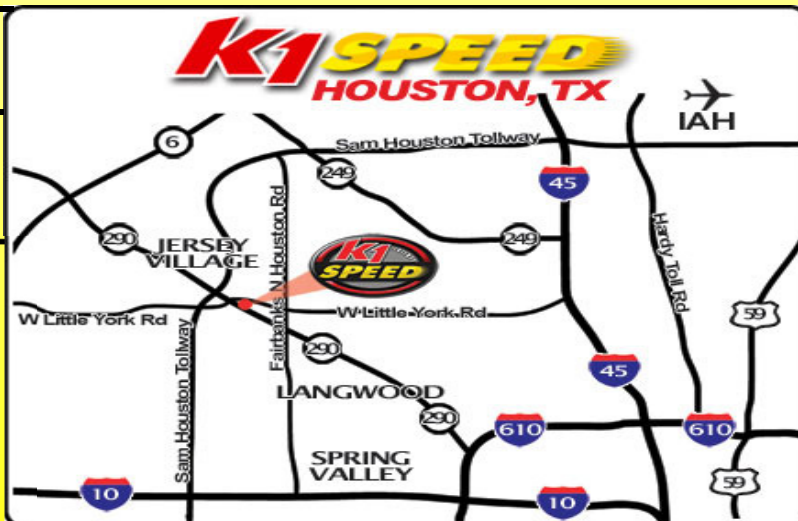 K1 SPEED
HOUSTON, TX
IAH
6
Sam Houston Tollway
249
45
290
JERSEY
VILLAGE
Fairbanks N Houston Rd
K1
SPEED
249
Hardy Toll Rd
W Little York Rd
W Little York Rd
59
Sam Houston Tollway
290
45
LANGWOOD
290
610
610
SPRING
VALLEY
59
10
10